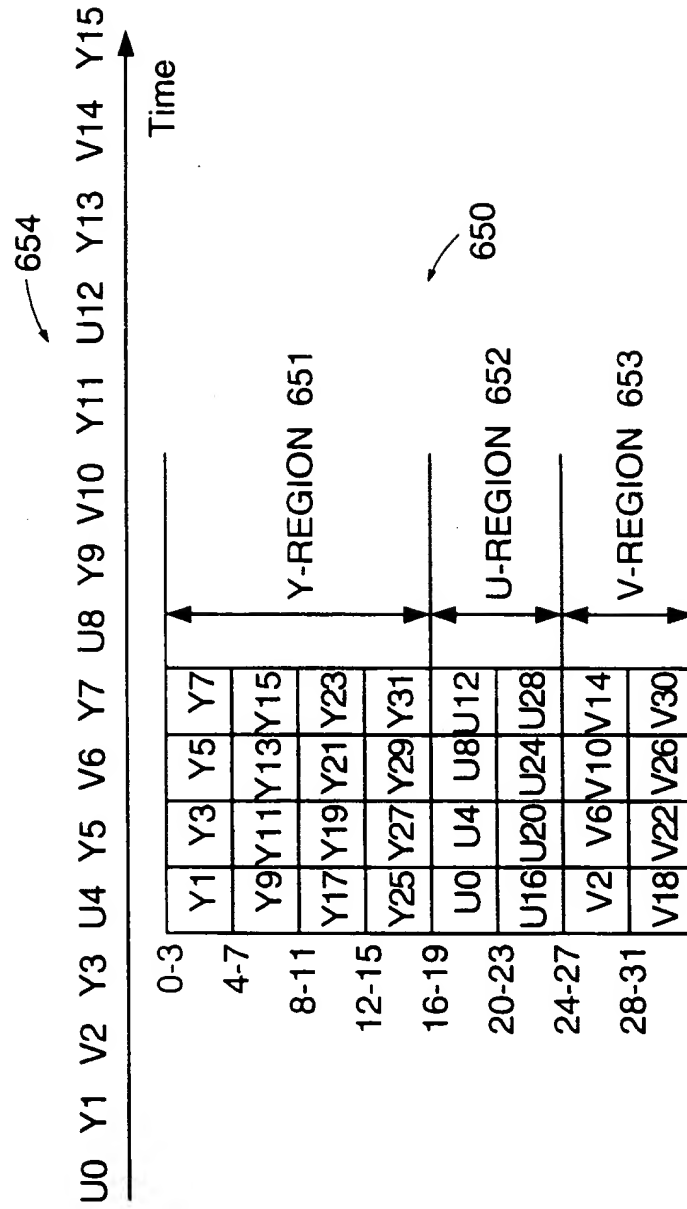 654
U0 Y1 V2 Y3 U4 Y5 V6 Y7 U8 Y9 V10 Y11 U12 Y13 V14 Y15
Time
0-3 Y1 Y3 Y5 Y7
4-7 Y9 Y11 Y13 Y15
8-11 Y17 Y19 Y21 Y23
12-15 Y25 Y27 Y29 Y31
16-19 U0 U4 U8 U12
20-23 U16 U20 U24 U28
24-27 V2 V6 V10 V14
28-31 V18 V22 V26 V30
Y-REGION 651
U-REGION 652
V-REGION 653
650